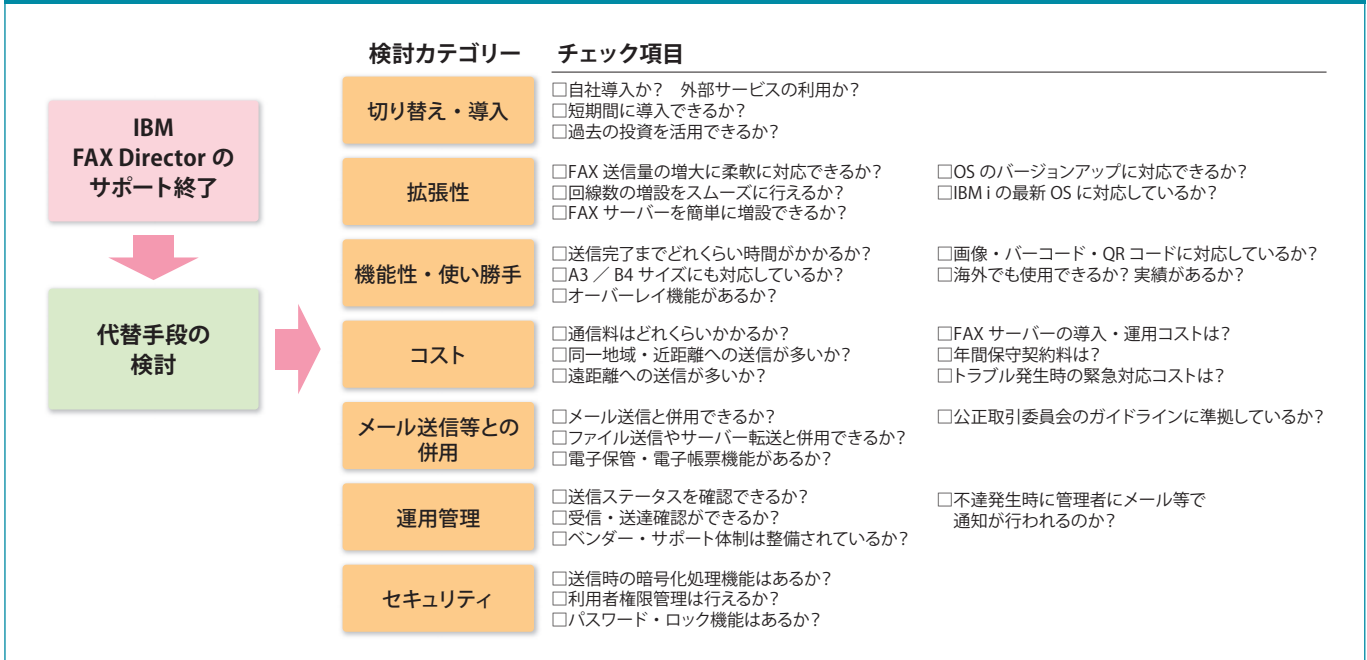 検討カテゴリー チェック項目
IBM
FAX Director の
サポート終了
代替手段の
検討
切り替え・導入
□自社導入か？ 外部サービスの利用か？
□短期間に導入できるか？
□過去の投資を活用できるか？
拡張性
□FAX 送信量の増大に柔軟に対応できるか？
□回線数の増設をスムーズに行えるか？
□FAX サーバーを簡単に増設できるか？
□OS のバージョンアップに対応できるか？
□IBM i の最新 OS に対応しているか？
機能性・使い勝手
□送信完了までどれくらい時間がかかるか？
□A3 ／ B4 サイズにも対応しているか？
□オーバーレイ機能があるか？
□画像・バーコード・QR コードに対応しているか？
□海外でも使用できるか？ 実績があるか？
コスト
□通信料はどれくらいかかるか？
□同一地域・近距離への送信が多いか？
□遠距離への送信が多いか？
□FAX サーバーの導入・運用コストは？
□年間保守契約料は？
□トラブル発生時の緊急対応コストは？
メール送信等との
併用
□メール送信と併用できるか？
□ファイル送信やサーバー転送と併用できるか？
□電子保管・電子帳票機能があるか？
□公正取引委員会のガイドラインに準拠しているか？
運用管理
□送信ステータスを確認できるか？
□受信・送達確認ができるか？
□ベンダー・サポート体制は整備されているか？
□不達発生時に管理者にメール等で
通知が行われるのか？
セキュリティ
□送信時の暗号化処理機能はあるか？
□利用者権限管理は行えるか？
□パスワード・ロック機能はあるか？